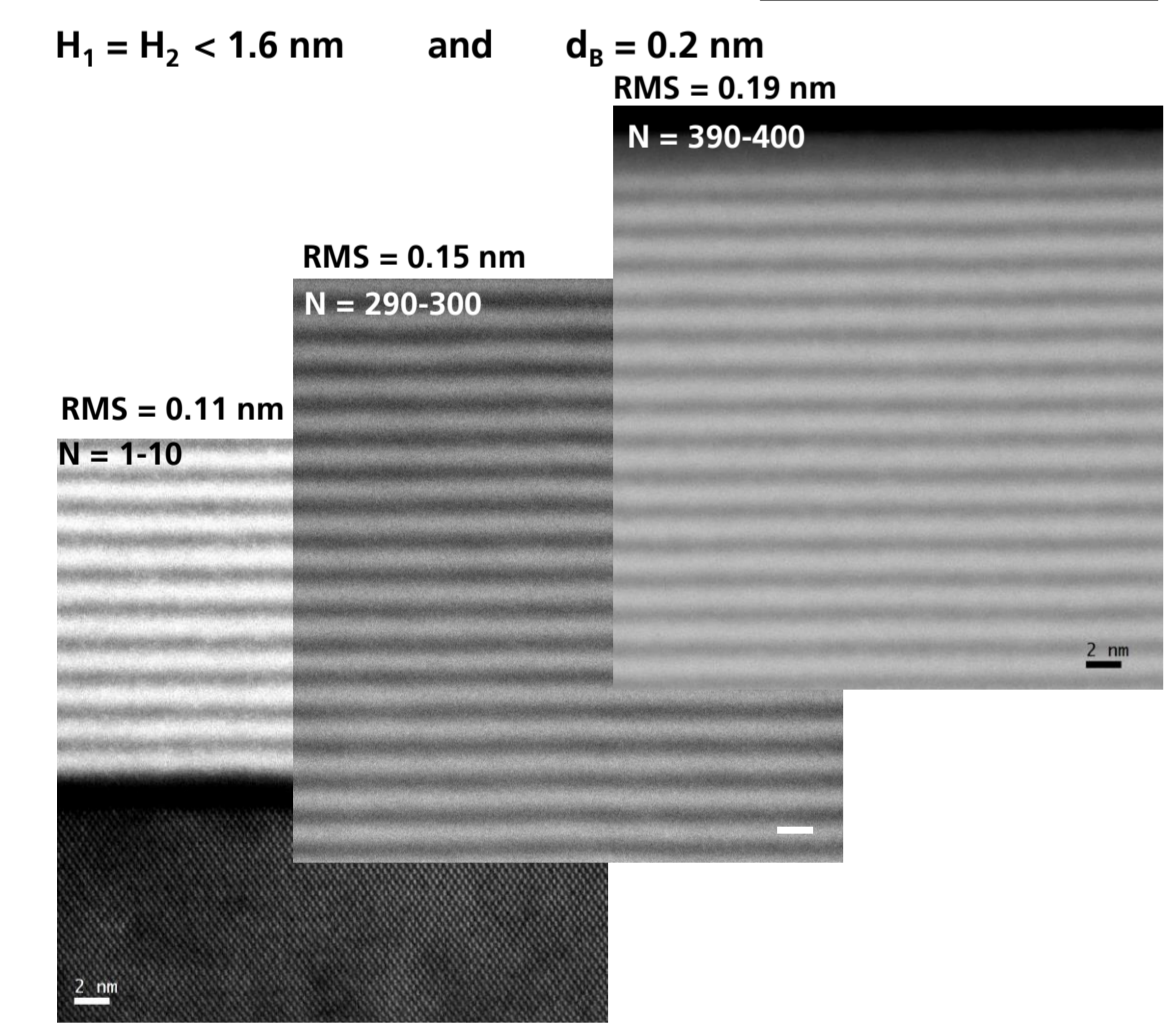 H₁ = H₂ < 1.6 nm and d_B = 0.2 nm
RMS = 0.19 nm
N = 390-400
RMS = 0.15 nm
N = 290-300
RMS = 0.11 nm
N = 1-10
2 nm
2 nm